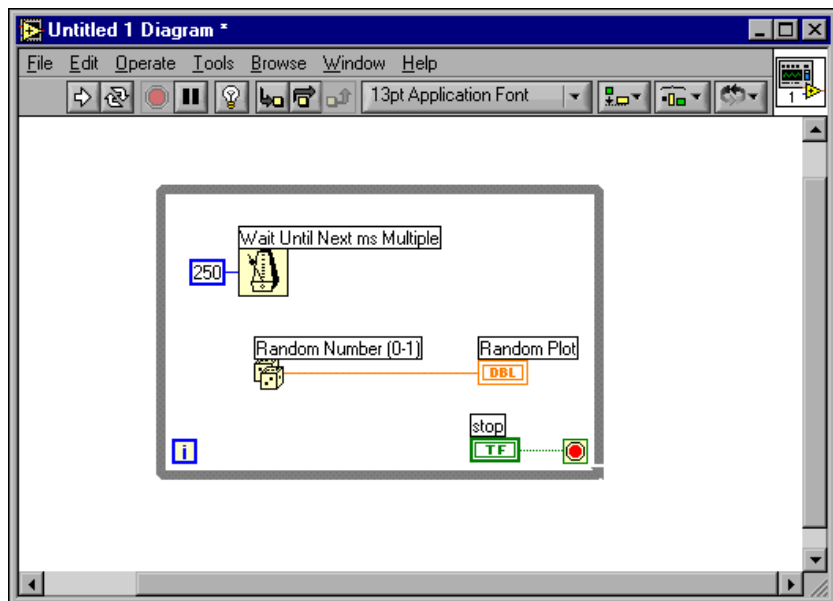 Untitled 1 Diagram *
File Edit Operate Tools Browse Window Help
13pt Application Font
1
Wait Until Next ms Multiple
250
Random Number (0-1)
Random Plot
DBL
stop
TF
i